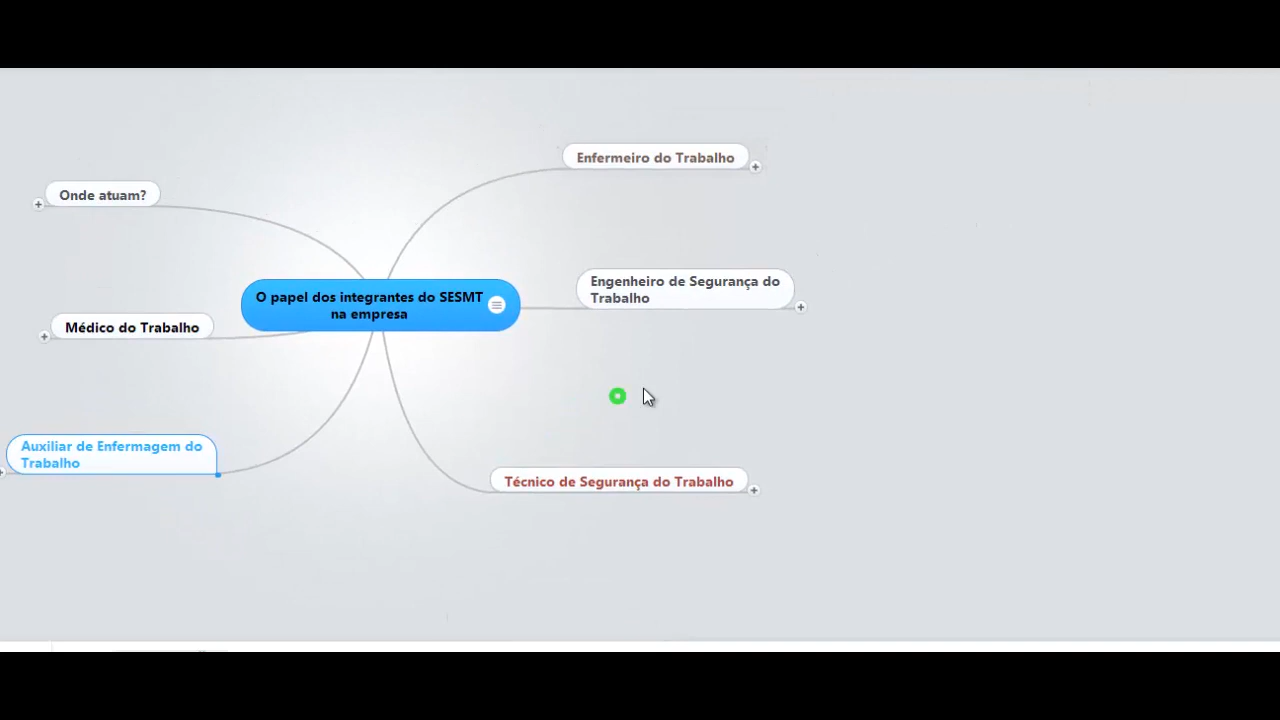 Enfermeiro do Trabalho
Onde atuam?
Engenheiro de Segurança do
Trabalho
O papel dos integrantes do SESMT
na empresa
Médico do Trabalho
Auxiliar de Enfermagem do
Trabalho
Técnico de Segurança do Trabalho